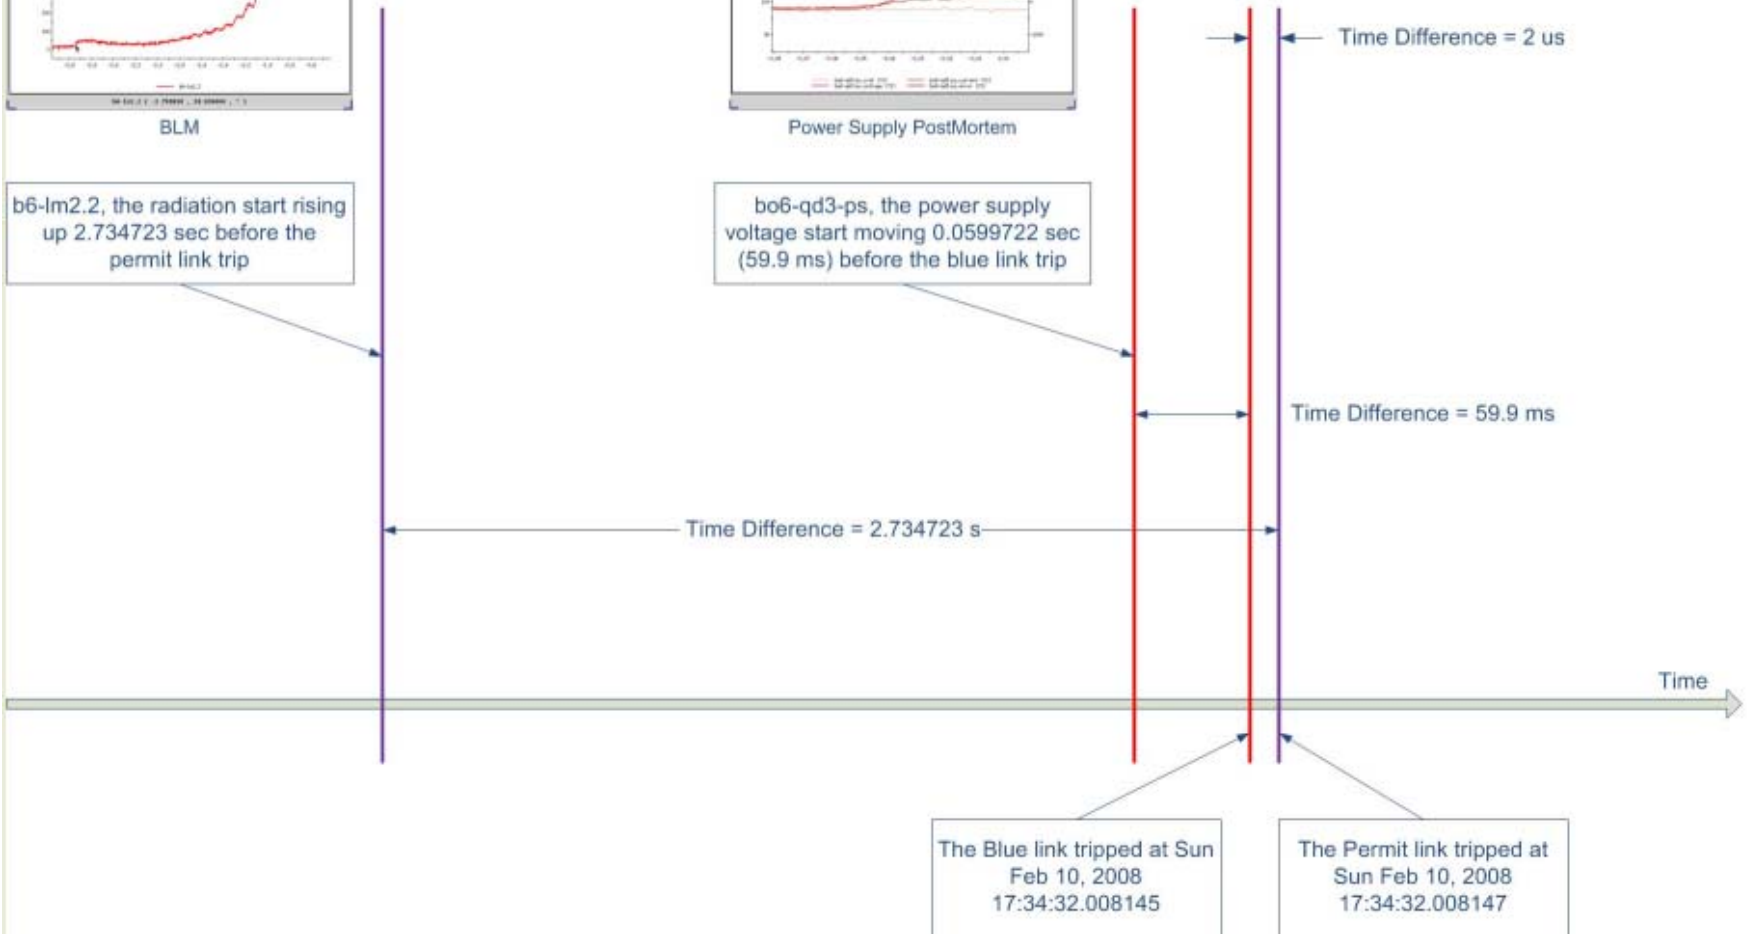 Time Difference = 2 us
BLM
Power Supply PostMortem
b6-lm2.2, the radiation start rising
up 2.734723 sec before the
permit link trip
bo6-qd3-ps, the power supply
voltage start moving 0.0599722 sec
(59.9 ms) before the blue link trip
Time Difference = 59.9 ms
Time Difference = 2.734723 s
Time
The Blue link tripped at Sun
Feb 10, 2008
17:34:32.008145
The Permit link tripped at
Sun Feb 10, 2008
17:34:32.008147